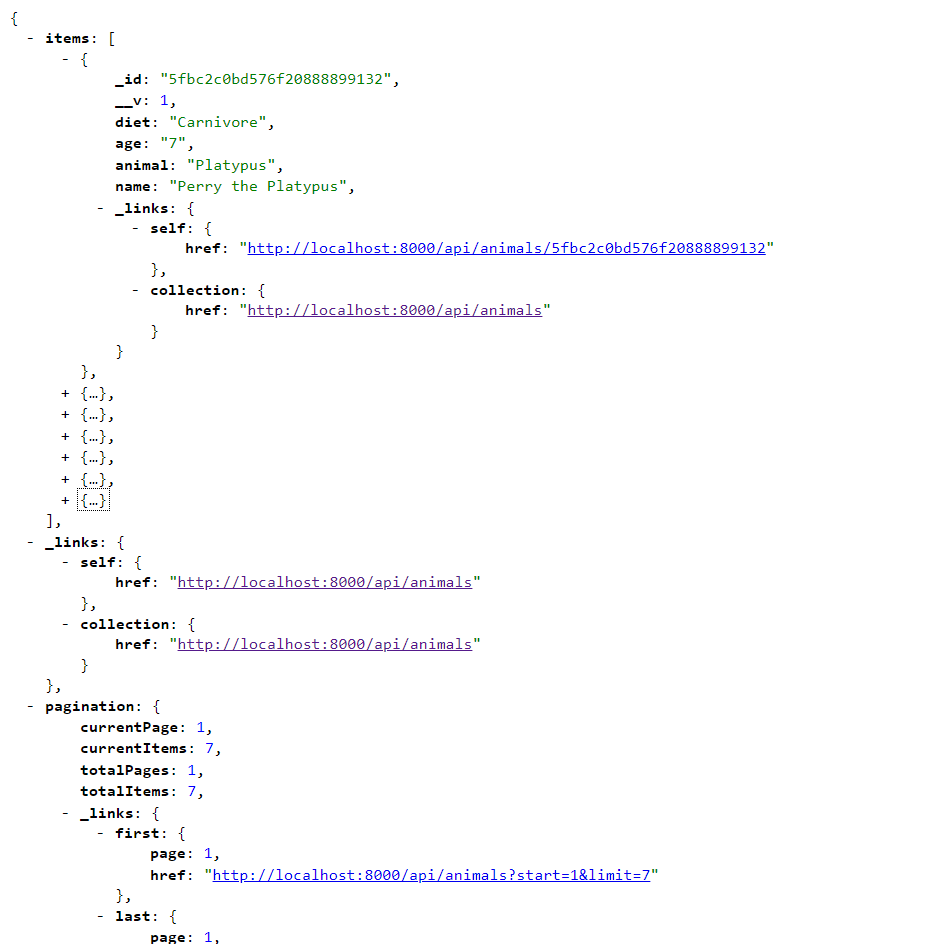 {
- items: [
- {
_id: "5fbc2c0bd576f20888899132",
__v: 1,
diet: "Carnivore",
age: "7",
animal: "Platypus",
name: "Perry the Platypus",
- _links: {
- self: {
href: "http://localhost:8000/api/animals/5fbc2c0bd576f20888899132"
},
- collection: {
href: "http://localhost:8000/api/animals"
}
}
},
+ {…},
+ {…},
+ {…},
+ {…},
+ {…},
+ {…}
],
- _links: {
- self: {
href: "http://localhost:8000/api/animals"
},
- collection: {
href: "http://localhost:8000/api/animals"
}
},
- pagination: {
currentPage: 1,
currentItems: 7,
totalPages: 1,
totalItems: 7,
- _links: {
- first: {
page: 1,
href: "http://localhost:8000/api/animals?start=1&limit=7"
},
- last: {
page: 1,